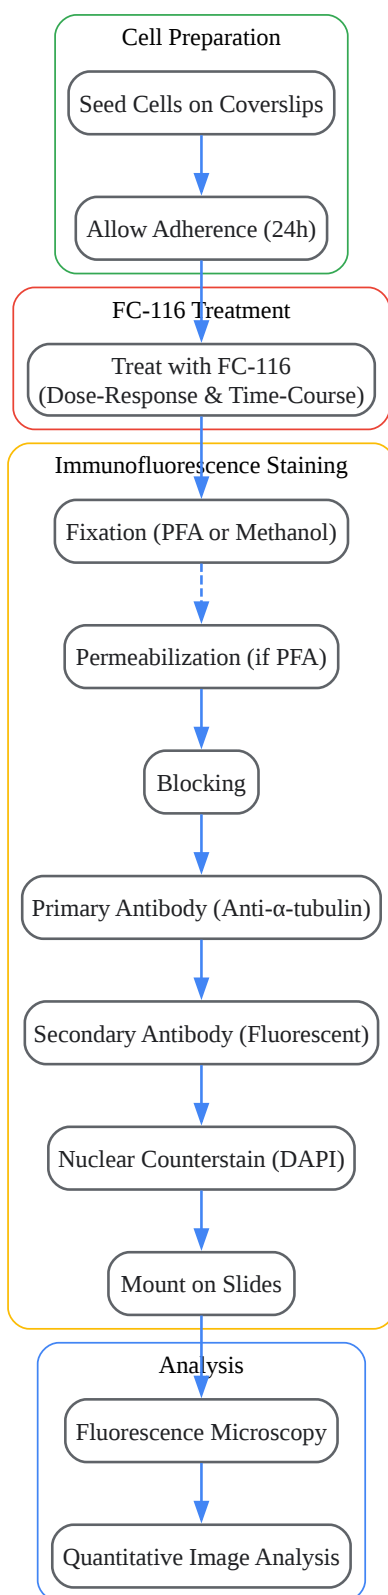 Cell Preparation
Seed Cells on Coverslips
Allow Adherence (24h)
FC-116 Treatment
Treat with FC-116
(Dose-Response & Time-Course)
Immunofluorescence Staining
Fixation (PFA or Methanol)
Permeabilization (if PFA)
Blocking
Primary Antibody (Anti-α-tubulin)
Secondary Antibody (Fluorescent)
Nuclear Counterstain (DAPI)
Mount on Slides
Analysis
Fluorescence Microscopy
Quantitative Image Analysis